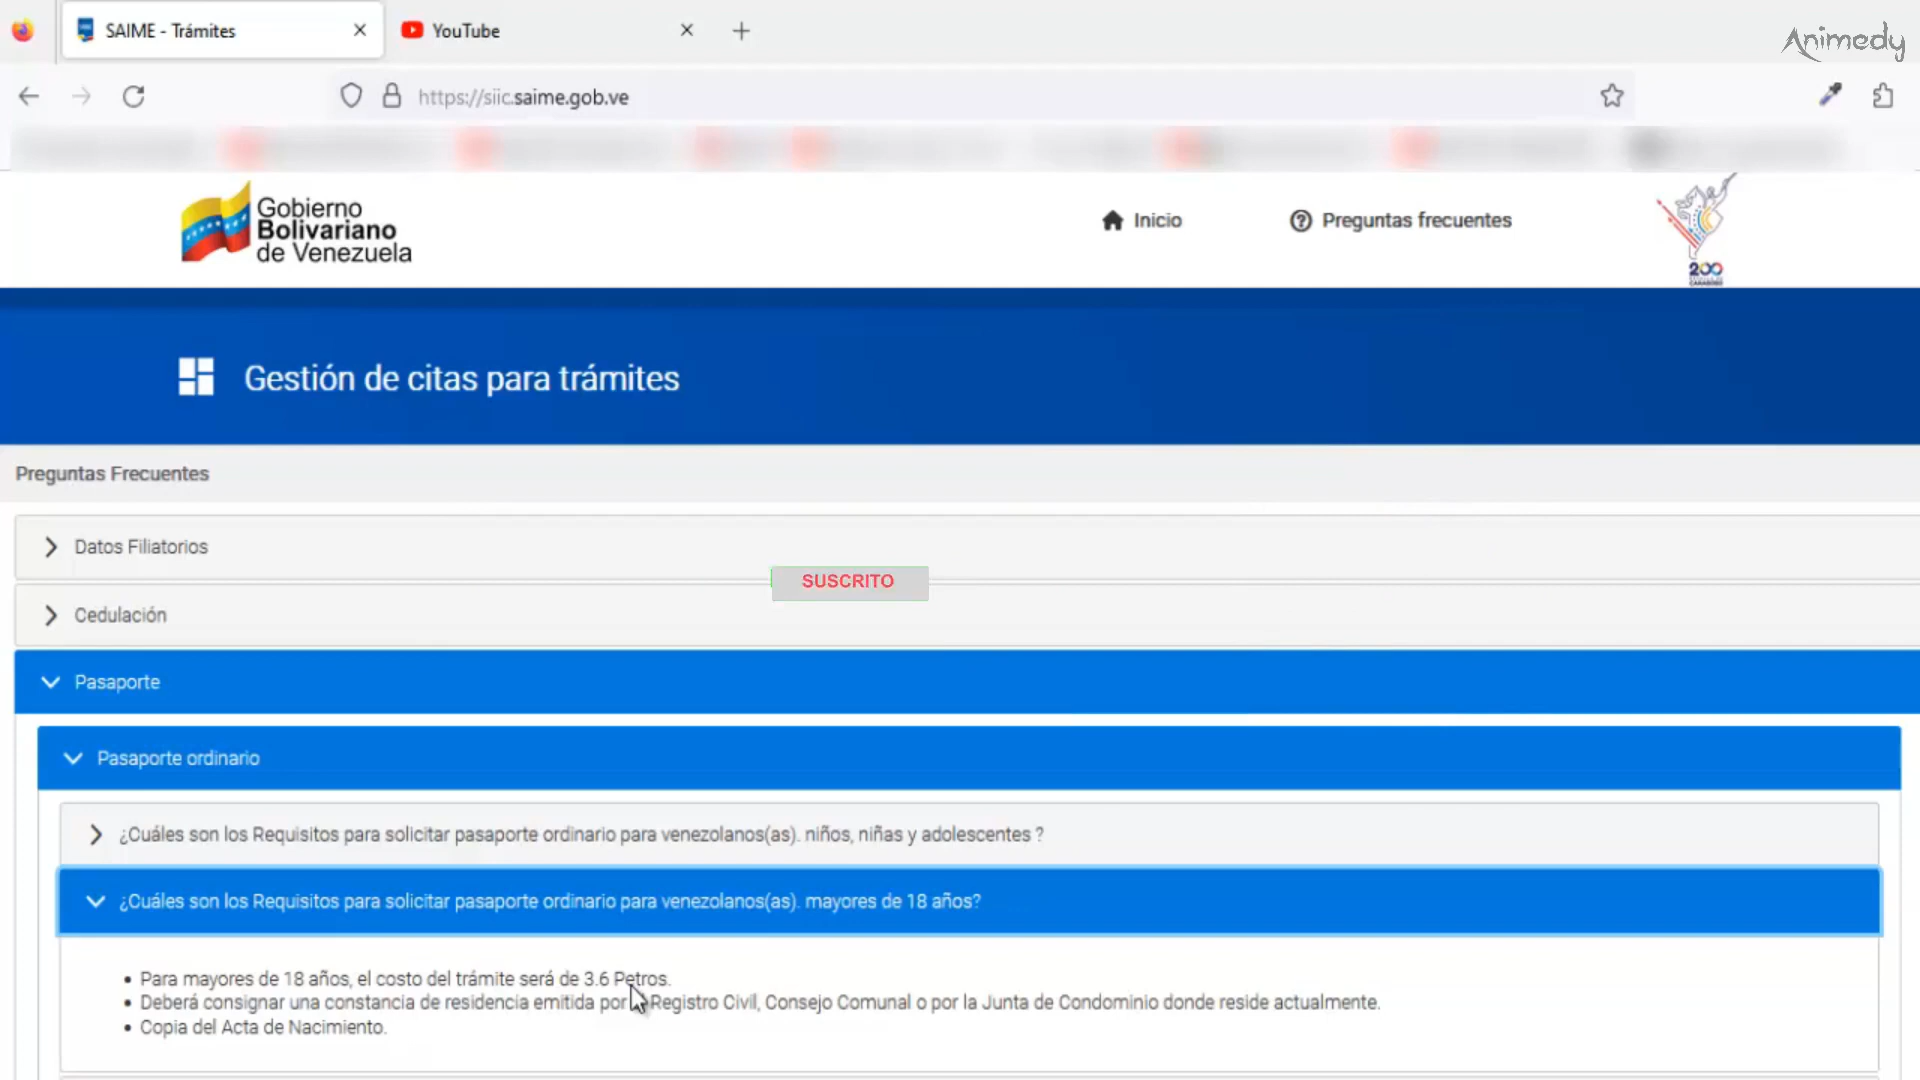 SAIME - Trámites
YouTube
Animedy
https://siic.saime.gob.ve
Gobierno
Bolivariano
de Venezuela
Inicio
Preguntas frecuentes
200
CARABOBO
Gestión de citas para trámites
Preguntas Frecuentes
Datos Filiatorios
SUSCRITO
Cedulación
Pasaporte
Pasaporte ordinario
¿Cuáles son los Requisitos para solicitar pasaporte ordinario para venezolanos(as). niños, niñas y adolescentes ?
¿Cuáles son los Requisitos para solicitar pasaporte ordinario para venezolanos(as). mayores de 18 años?
• Para mayores de 18 años, el costo del trámite será de 3.6 Petros.
• Deberá consignar una constancia de residencia emitida por Registro Civil, Consejo Comunal o por la Junta de Condominio donde reside actualmente.
• Copia del Acta de Nacimiento.